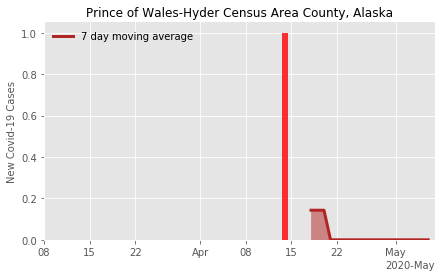 Prince of Wales-Hyder Census Area County, Alaska
7 day moving average
New Covid-19 Cases
1.0
0.8
0.6
0.4
0.2
0.0
08 15 22 Apr 08 15 22 May
2020-May